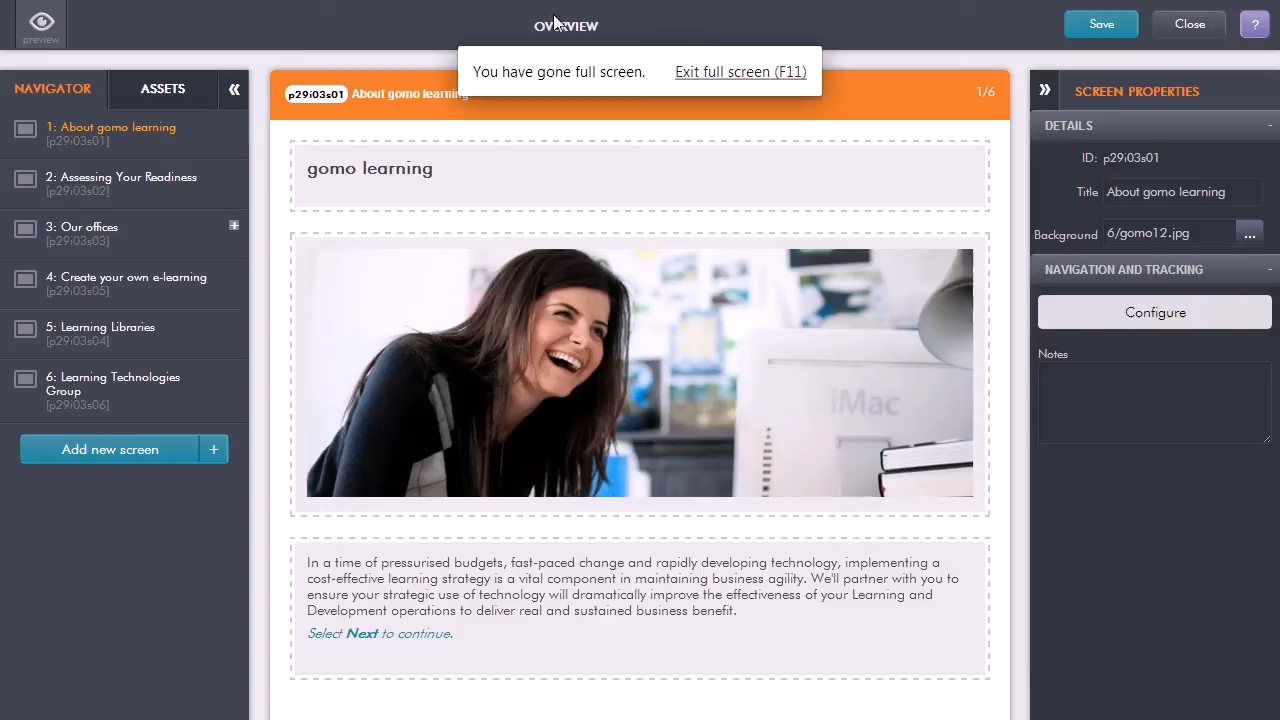 preview
OVERVIEW
Save
Close
?
You have gone full screen.
Exit full screen (F11)
NAVIGATOR
ASSETS
«
1: About gomo learning
[p29i03s01]
2: Assessing Your Readiness
[p29i03s02]
3: Our offices
[p29i03s03]
4: Create your own e-learning
[p29i03s05]
5: Learning Libraries
[p29i03s04]
6: Learning Technologies
Group
[p29i03s06]
Add new screen
+
p29i03s01 About gomo learning
1/6
gomo learning
iMac
In a time of pressurised budgets, fast-paced change and rapidly developing technology, implementing a
cost-effective learning strategy is a vital component in maintaining business agility. We'll partner with you to
ensure your strategic use of technology will dramatically improve the effectiveness of your Learning and
Development operations to deliver real and sustained business benefit.
Select Next to continue.
»
SCREEN PROPERTIES
DETAILS
-
ID: p29i03s01
Title About gomo learning
Background 6/gomo12.jpg ...
NAVIGATION AND TRACKING
-
Configure
Notes